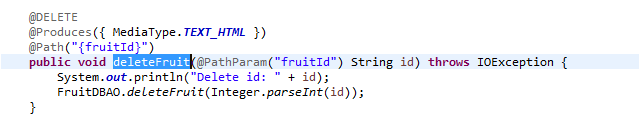 @DELETE
@Produces({ MediaType.TEXT_HTML })
@Path("{fruitId}")
public void deleteFruit(@PathParam("fruitId") String id) throws IOException {
System.out.println("Delete id: " + id);
FruitDBAO.deleteFruit(Integer.parseInt(id));
}